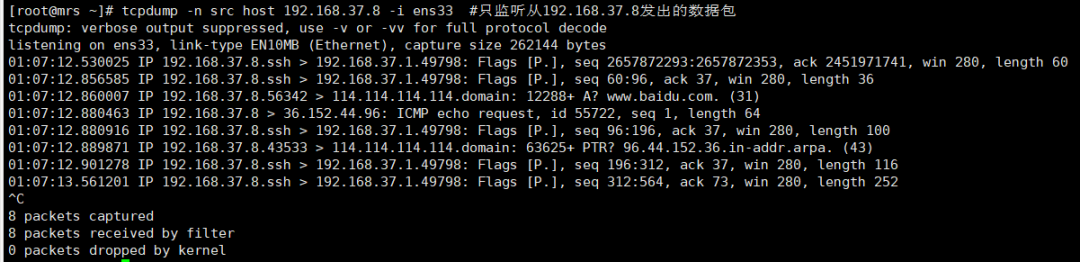 [root@mrs ~]# tcpdump -n src host 192.168.37.8 -i ens33  #只监听从192.168.37.8发出的数据包
tcpdump: verbose output suppressed, use -v or -vv for full protocol decode
listening on ens33, link-type EN10MB (Ethernet), capture size 262144 bytes
01:07:12.530025 IP 192.168.37.8.ssh > 192.168.37.1.49798: Flags [P.], seq 2657872293:2657872353, ack 2451971741, win 280, length 60
01:07:12.856585 IP 192.168.37.8.ssh > 192.168.37.1.49798: Flags [P.], seq 60:96, ack 37, win 280, length 36
01:07:12.860007 IP 192.168.37.8.56342 > 114.114.114.114.domain: 12288+ A? www.baidu.com. (31)
01:07:12.880463 IP 192.168.37.8 > 36.152.44.96: ICMP echo request, id 55722, seq 1, length 64
01:07:12.880916 IP 192.168.37.8.ssh > 192.168.37.1.49798: Flags [P.], seq 96:196, ack 37, win 280, length 100
01:07:12.889871 IP 192.168.37.8.43533 > 114.114.114.114.domain: 63625+ PTR? 96.44.152.36.in-addr.arpa. (43)
01:07:12.901278 IP 192.168.37.8.ssh > 192.168.37.1.49798: Flags [P.], seq 196:312, ack 37, win 280, length 116
01:07:13.561201 IP 192.168.37.8.ssh > 192.168.37.1.49798: Flags [P.], seq 312:564, ack 73, win 280, length 252
^C
8 packets captured
8 packets received by filter
0 packets dropped by kernel